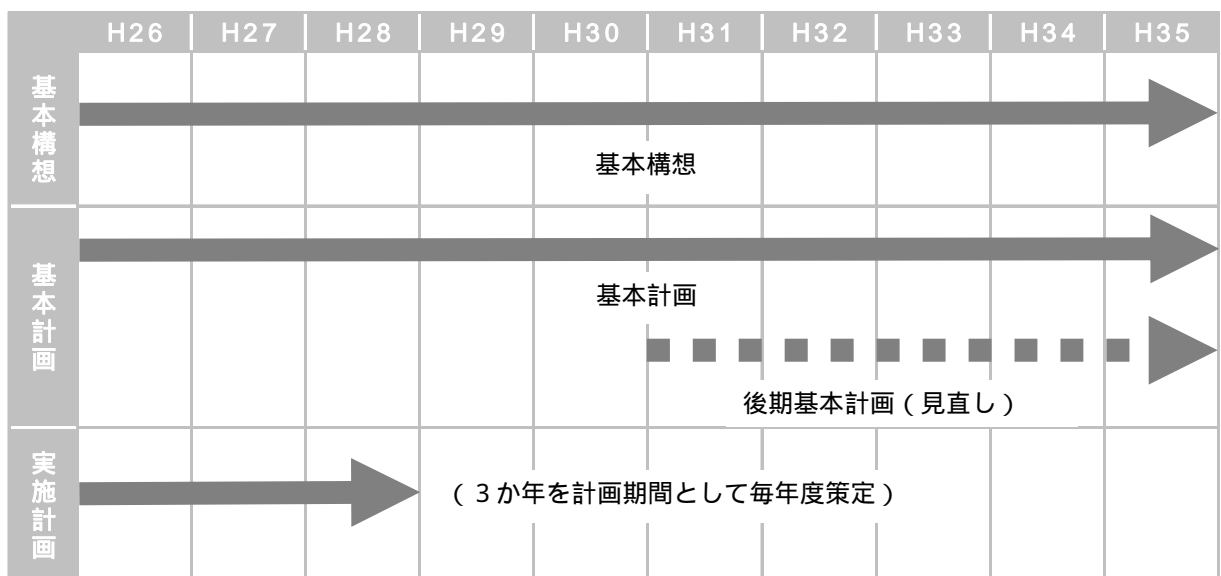 H26 H27 H28 H29 H30 H31 H32 H33 H34 H35
基本構想
基本構想
基本計画
基本計画
後期基本計画（見直し）
実施計画
（３か年を計画期間として毎年度策定）